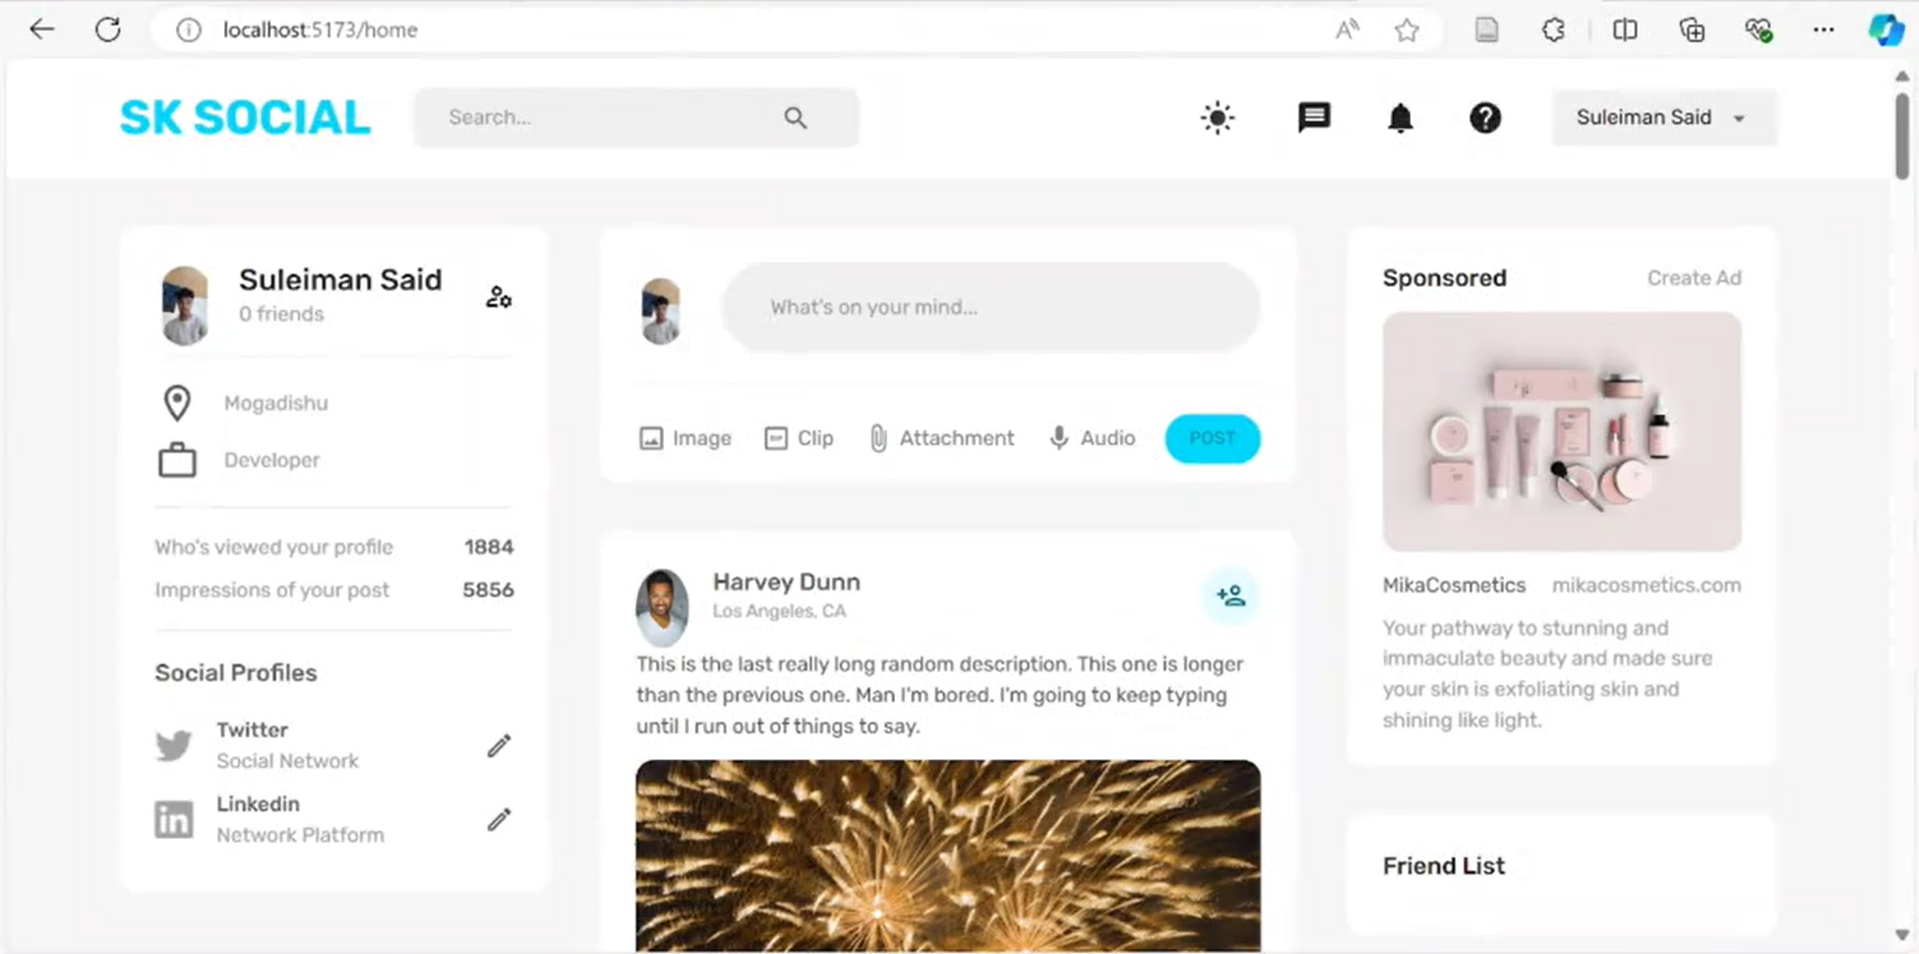 localhost:5173/home
SK SOCIAL
Search...
Suleiman Said
Suleiman Said
0 friends
Mogadishu
Developer
Who's viewed your profile 1884
Impressions of your post 5856
Social Profiles
Twitter
Social Network
Linkedin
Network Platform
What's on your mind...
Image Clip Attachment Audio POST
Harvey Dunn
Los Angeles, CA
This is the last really long random description. This one is longer
than the previous one. Man I'm bored. I'm going to keep typing
until I run out of things to say.
Sponsored Create Ad
MikaCosmetics mikacosmetics.com
Your pathway to stunning and
immaculate beauty and made sure
your skin is exfoliating skin and
shining like light.
Friend List